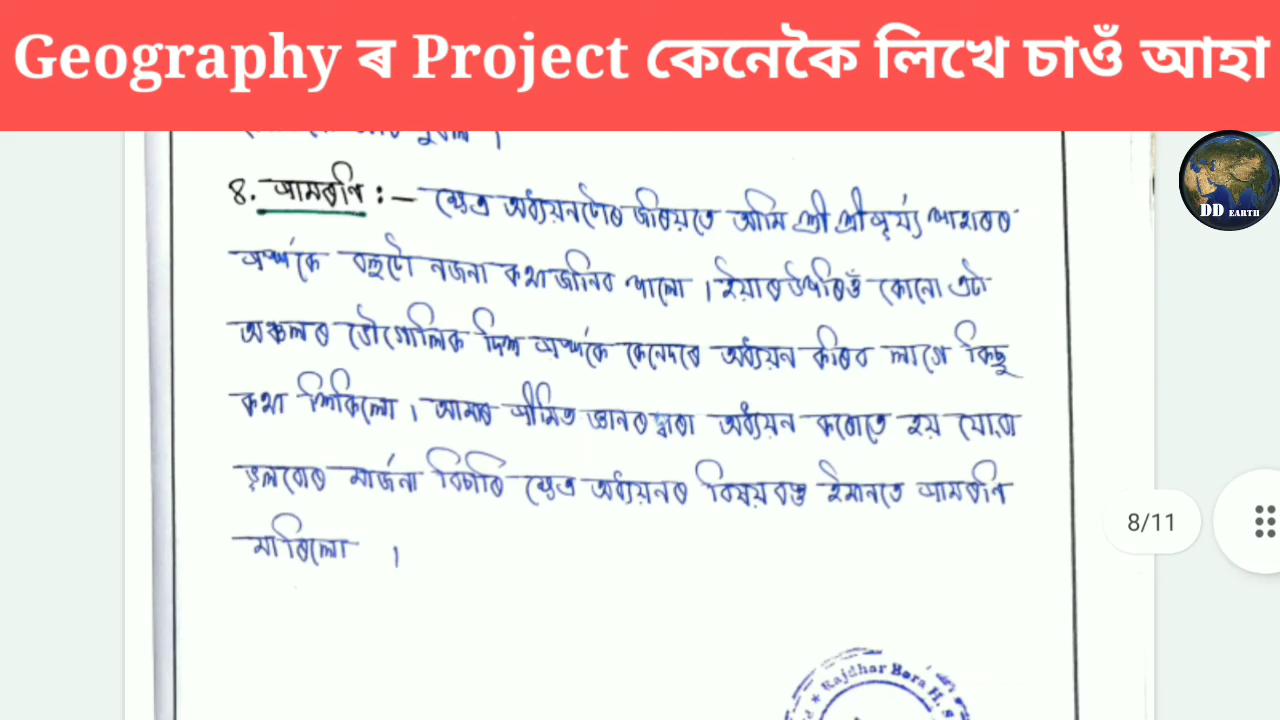 Geography ৰ Project কেনেকৈ লিখে চাওঁ আহা
DD EARTH
৪. সামৰণি :— ক্ষেত্ৰ অধ্যয়নটোৰ জৰিয়তে আমি শ্ৰী শ্ৰী সূৰ্য্য পাহাৰৰ
সম্পৰ্কে বহুটো নজনা কথা জানিব পালো । ইয়াৰ উপৰিওঁ কোনো এটা
অঞ্চলৰ ভৌগোলিক দিশ সম্পৰ্কে কেনেদৰে অধ্যয়ন কৰিব লাগে কিছু
কথা শিকিলো । আমাৰ সীমিত জ্ঞানৰ দ্বাৰা অধ্যয়ন কৰোতে হয় যোৱা
ভুলবোৰ মাৰ্জনা বিচাৰি ক্ষেত্ৰ অধ্যয়নৰ বিষয়বস্তু ইমানতে সামৰণি
মাৰিলো ।
8/11
Rajdhar Bora H. S